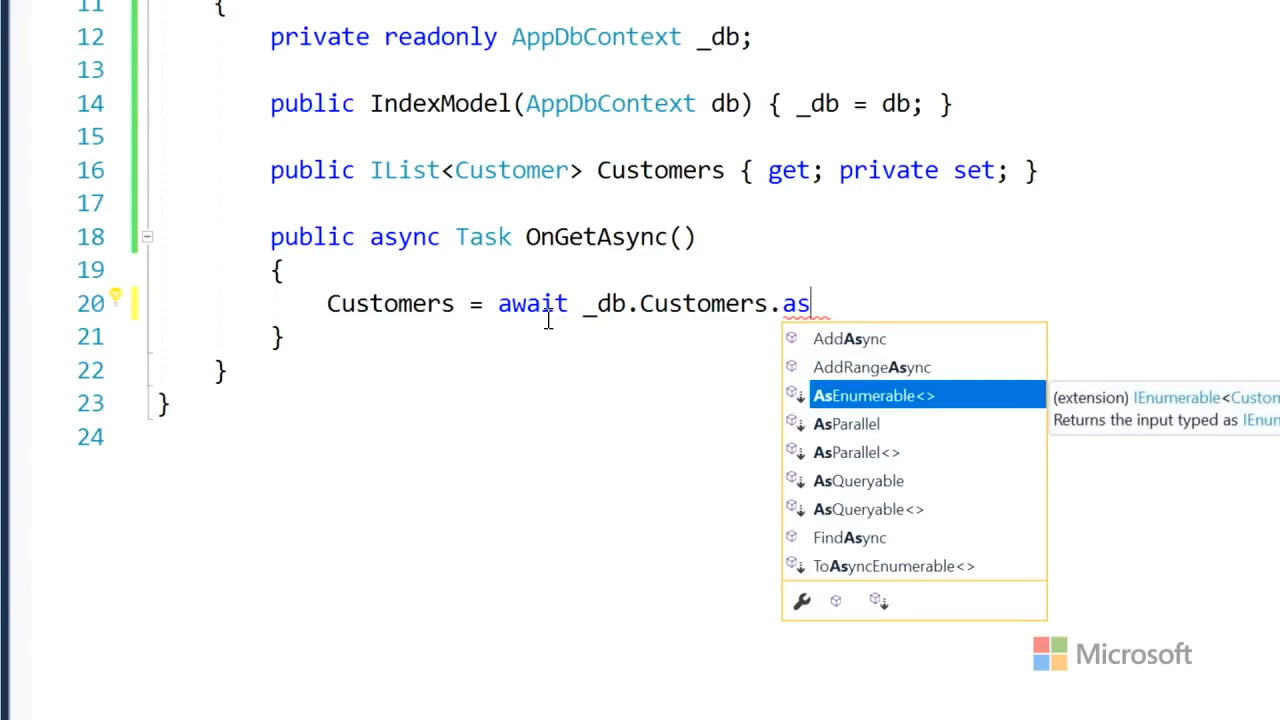 11 {
12 private readonly AppDbContext _db;
13
14 public IndexModel(AppDbContext db) { _db = db; }
15
16 public IList<Customer> Customers { get; private set; }
17
18 public async Task OnGetAsync()
19 {
20 Customers = await _db.Customers.as
21 }
22 }
23 }
24
AddAsync
AddRangeAsync
AsEnumerable<>
AsParallel
AsParallel<>
AsQueryable
AsQueryable<>
FindAsync
ToAsyncEnumerable<>
(extension) IEnumerable<Custom
Returns the input typed as IEnum
Microsoft